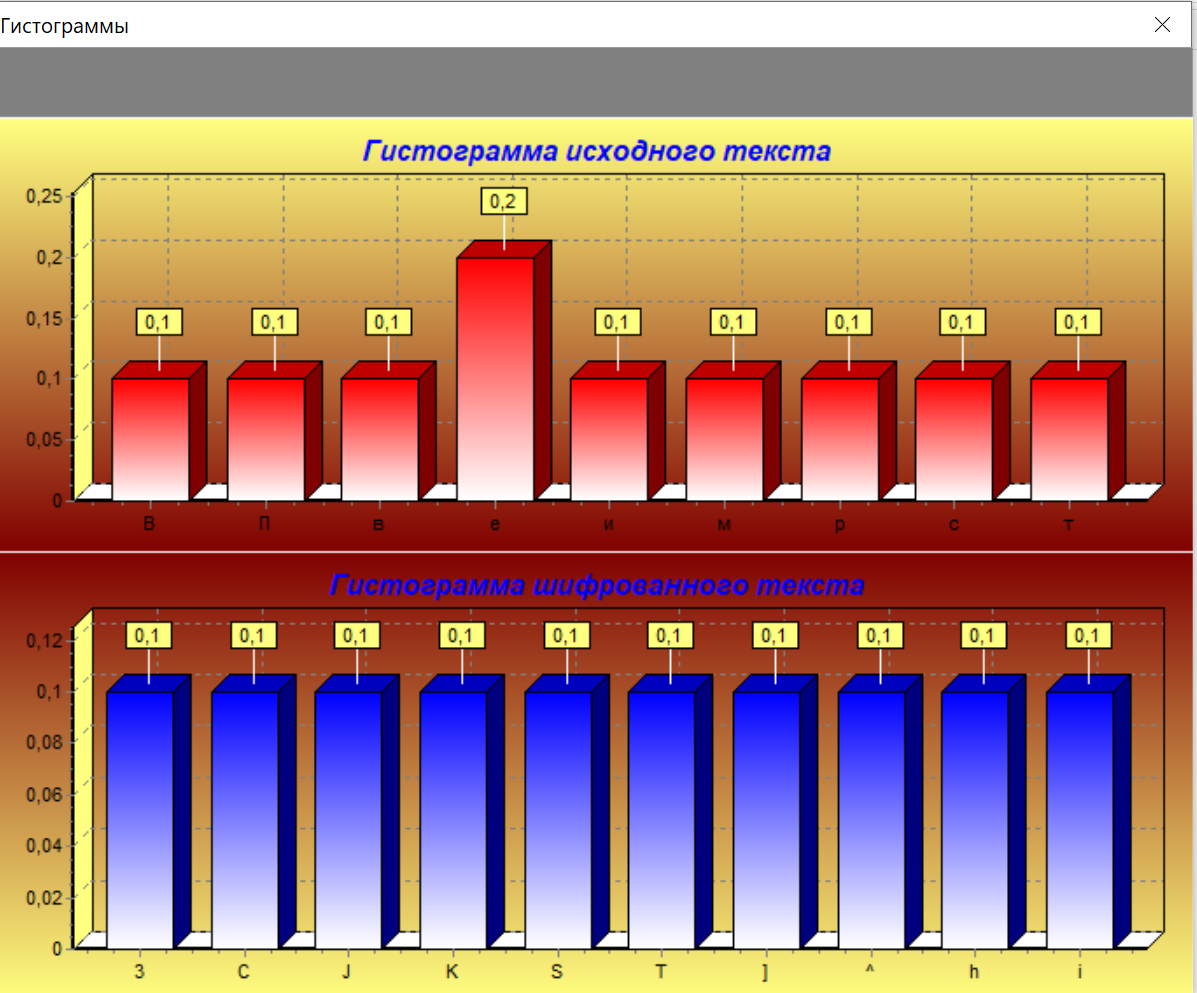 Гистограммы
Гистограмма исходного текста
0,25
0,2
0,15
0,1
0,05
0
0,1 0,1 0,1 0,2 0,1 0,1 0,1 0,1 0,1
В П в е и м р с т
Гистограмма шифрованного текста
0,12
0,1
0,08
0,06
0,04
0,02
0
0,1 0,1 0,1 0,1 0,1 0,1 0,1 0,1 0,1 0,1
3 C J K S T ] ^ h i